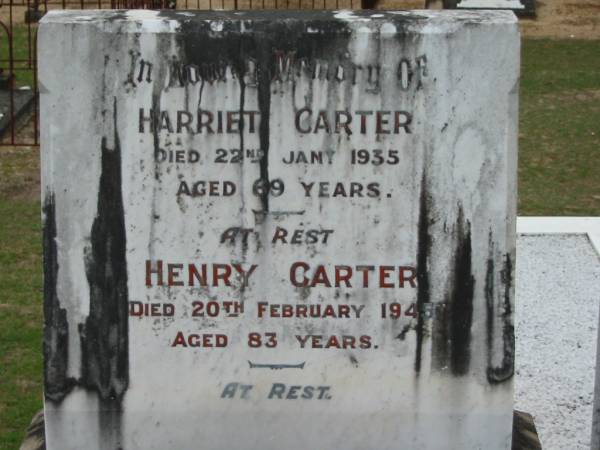 In Loving Memory Of
HARRIET CARTER
DIED 22ND JANY 1935
AGED 69 YEARS.
AT REST
HENRY CARTER
DIED 20TH FEBRUARY
AGED 83 YEARS.
AT REST.